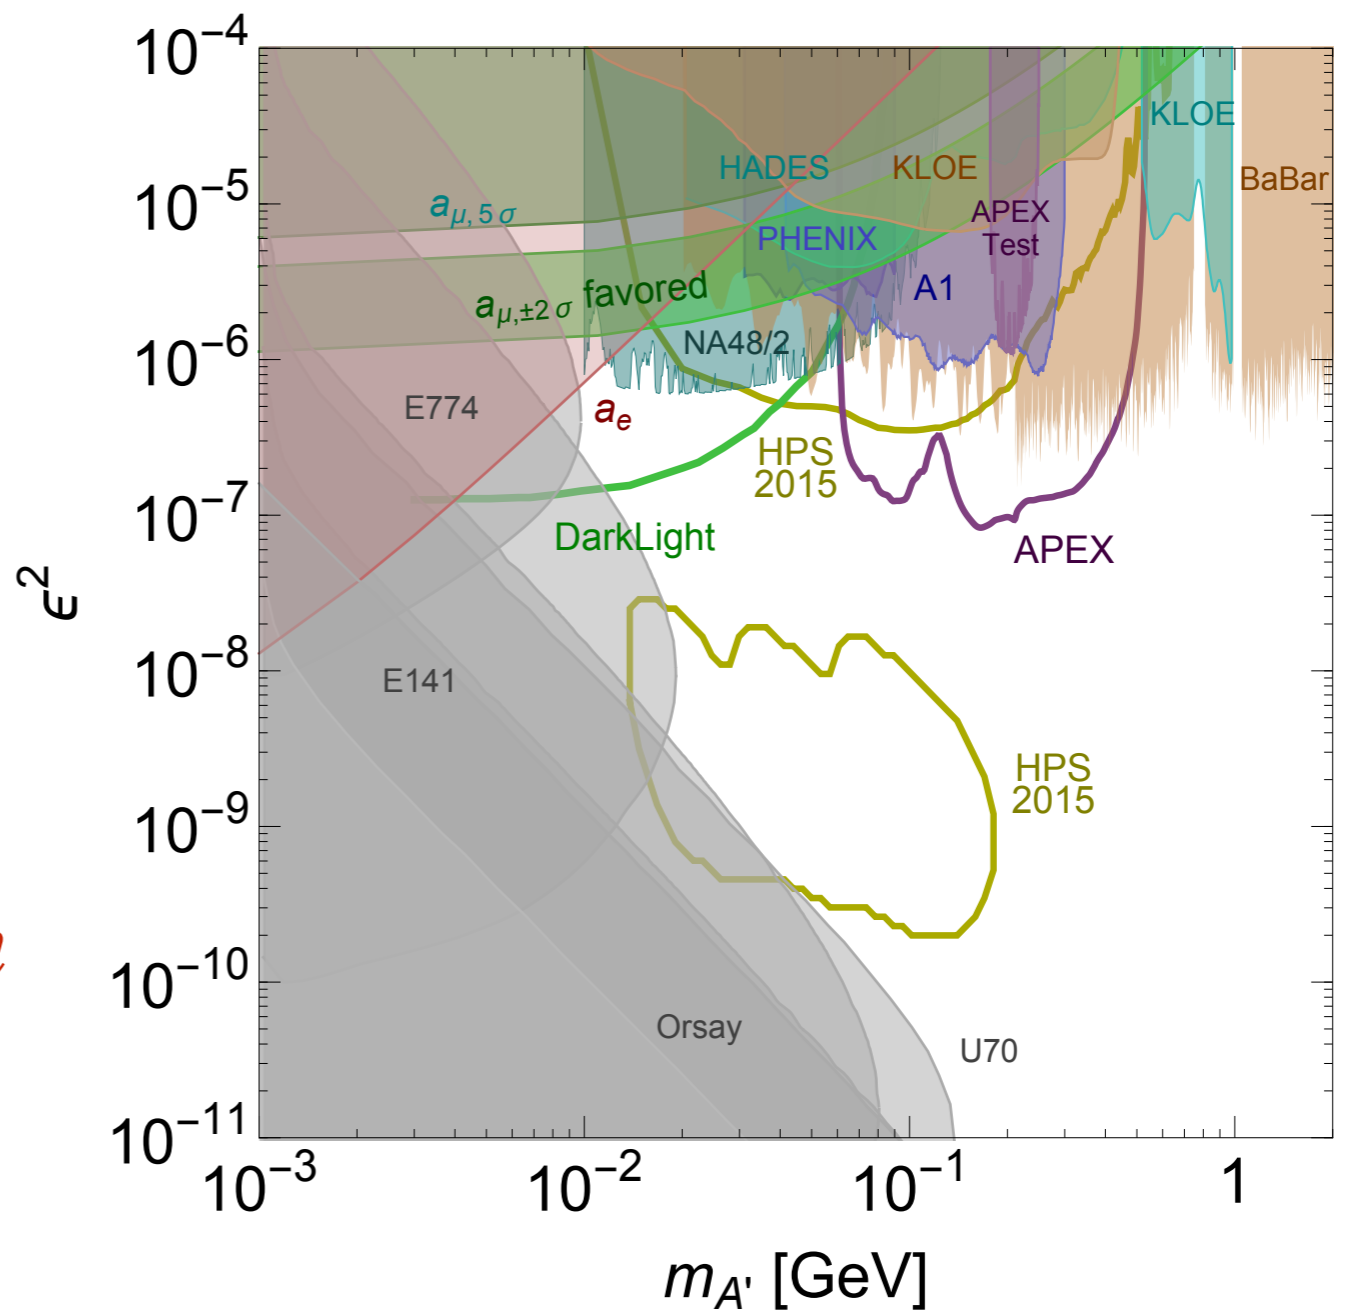 10⁻⁴
10⁻⁵
10⁻⁶
10⁻⁷
10⁻⁸
10⁻⁹
10⁻¹⁰
10⁻¹¹
ϵ²
KLOE
HADES
KLOE
BaBar
a_μ,5σ
APEX
Test
PHENIX
A1
a_μ,±2σ favored
NA48/2
E774
a_e
HPS
2015
DarkLight
APEX
E141
HPS
2015
Orsay
U70
10⁻³
10⁻²
10⁻¹
1
m_A' [GeV]